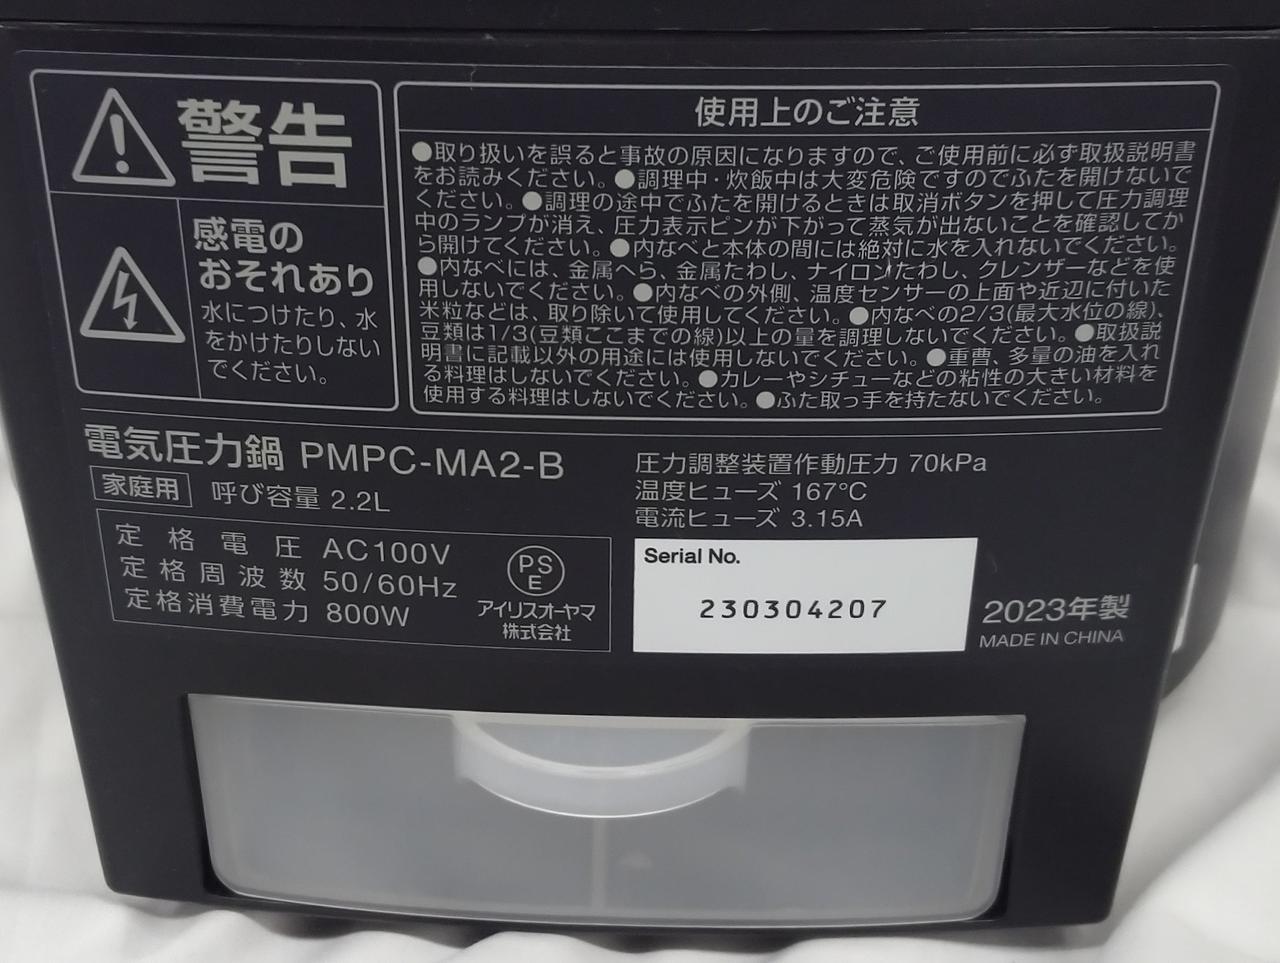 警告
感電の
おそれあり
水につけたり、水
をかけたりしない
でください。
使用上のご注意
●取り扱いを誤ると事故の原因になりますので、ご使用前に必ず取扱説明書
をお読みください。●調理中・炊飯中は大変危険ですのでふたを開けないで
ください。●調理の途中でふたを開けるときは取消ボタンを押して圧力調理
中のランプが消え、圧力表示ピンが下がって蒸気が出ないことを確認してか
ら開けてください。●内なべと本体の間には絶対に水を入れないでください。
●内なべには、金属へら、金属たわし、ナイロンたわし、クレンザーなどを使
用しないでください。●内なべの外側、温度センサーの上面や近辺に付いた
米粒などは、取り除いて使用してください。●内なべの2/3(最大水位の線)、
豆類は1/3(豆類ここまでの線)以上の量を調理しないでください。●取扱説
明書に記載以外の用途には使用しないでください。●重曹、多量の油を入れ
る料理はしないでください。●カレーやシチューなどの粘性の大きい材料を
使用する料理はしないでください。●ふた取っ手を持たないでください。
電気圧力鍋 PMPC-MA2-B
家庭用 呼び容量 2.2L
定格電圧 AC100V
定格周波数 50/60Hz
定格消費電力 800W
PS
E
アイリスオーヤマ
株式会社
圧力調整装置作動圧力 70kPa
温度ヒューズ 167℃
電流ヒューズ 3.15A
Serial No.
230304207
2023年製
MADE IN CHINA